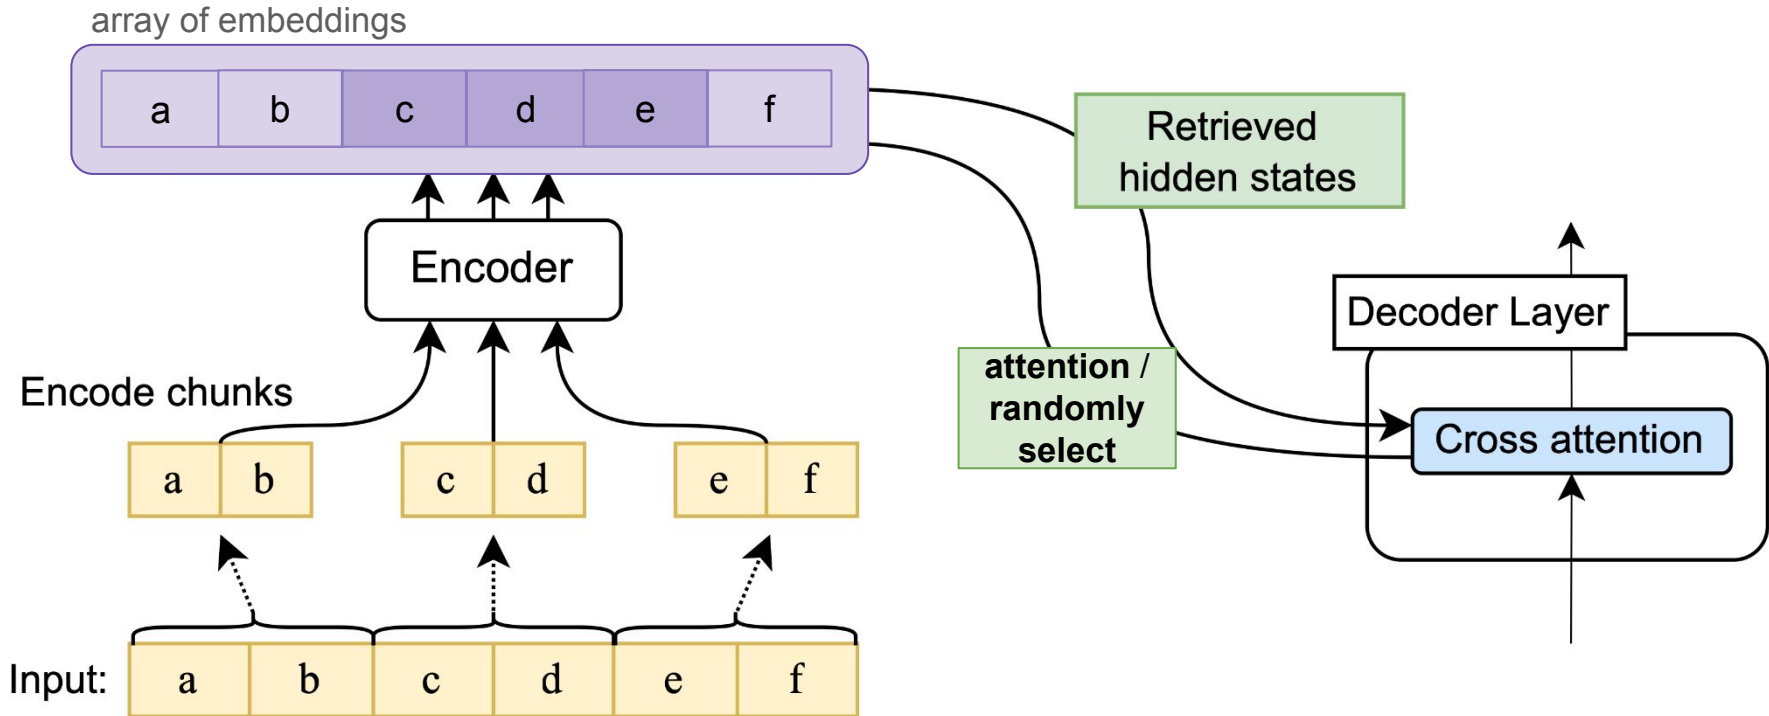 array of embeddings
a b c d e f
Retrieved
hidden states
Encoder
Decoder Layer
attention /
randomly
select
Cross attention
Encode chunks
a b c d e f
Input: a b c d e f